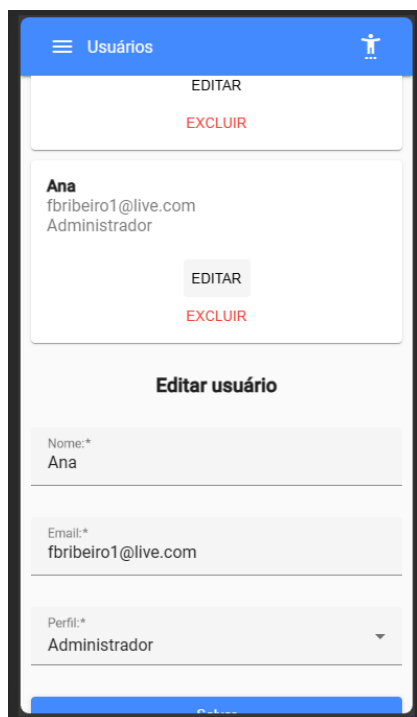 Usuários
EDITAR
EXCLUIR
Ana
fbribeiro1@live.com
Administrador
EDITAR
EXCLUIR
Editar usuário
Nome:*
Ana
Email:*
fbribeiro1@live.com
Perfil:*
Administrador